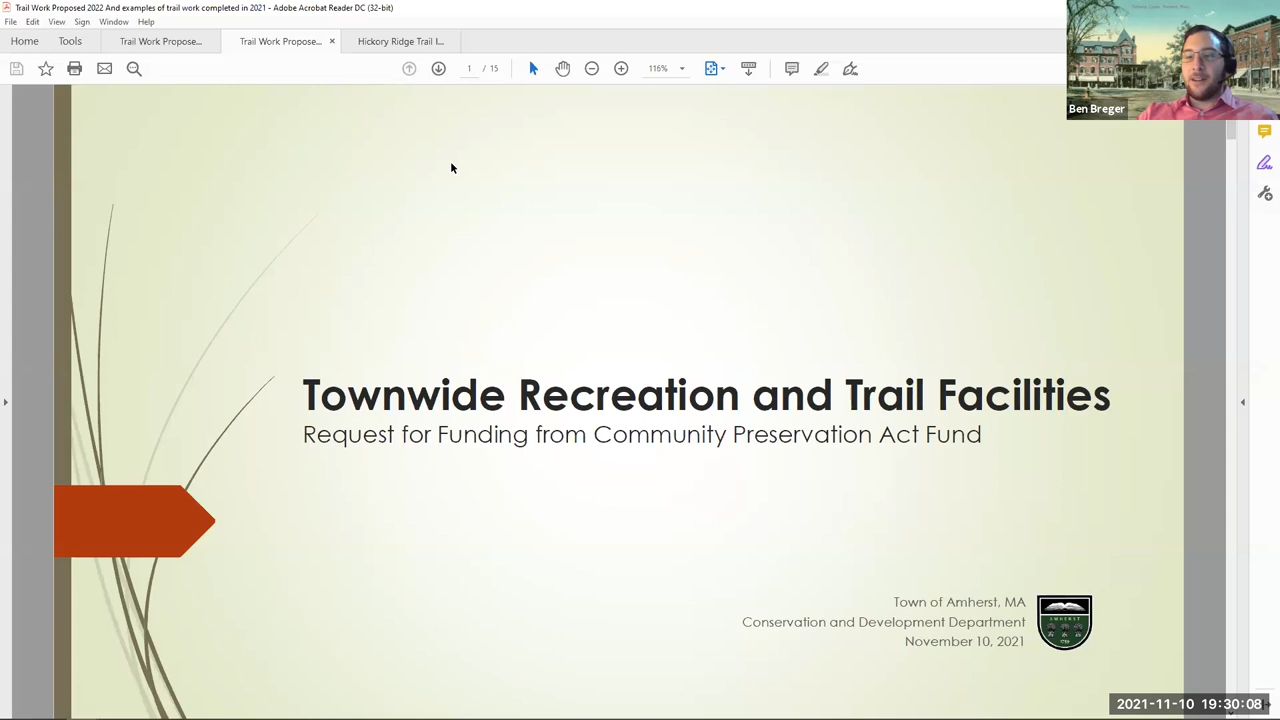 Trail Work Proposed 2022 And examples of trail work completed in 2021 - Adobe Acrobat Reader DC (32-bit)
File Edit View Sign Window Help
Home Tools Trail Work Propose... Trail Work Propose... × Hickory Ridge Trail I...
1 / 15 116%
Ben Breger
Townwide Recreation and Trail Facilities
Request for Funding from Community Preservation Act Fund
Town of Amherst, MA
Conservation and Development Department
November 10, 2021
AMHERST
1759
2021-11-10 19:30:08